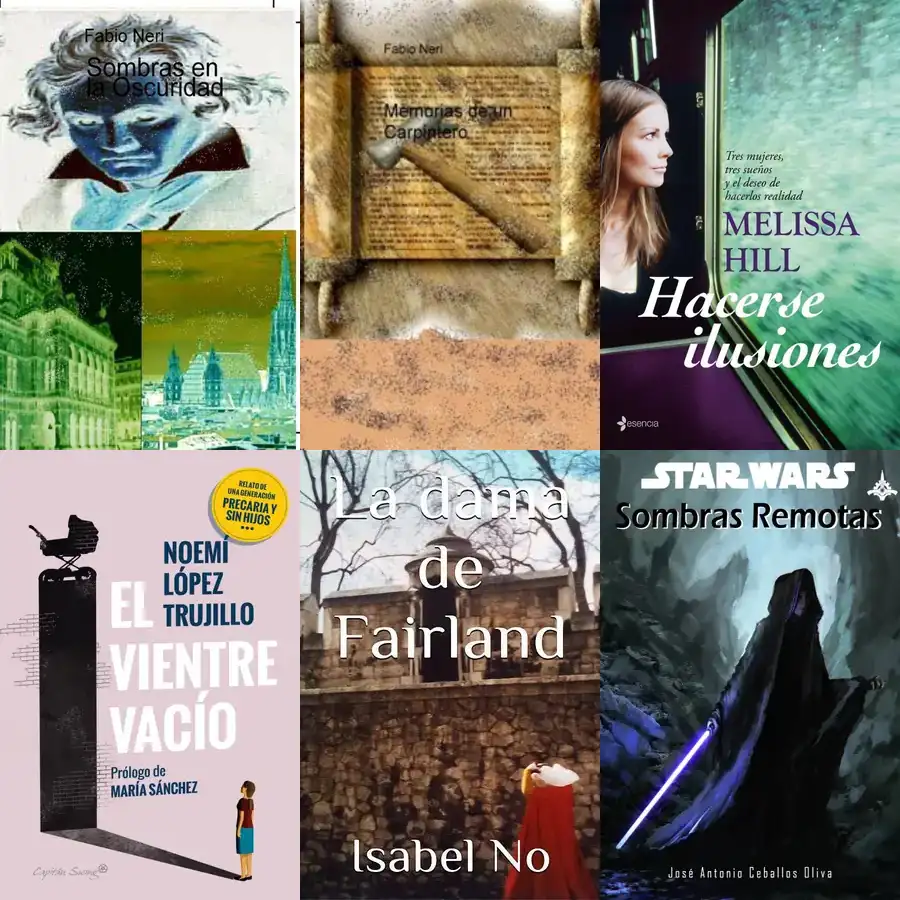 Fabio Neri
Sombras en
la Oscuridad
Fabio Neri
Memorias de un
Carpintero
Tres mujeres,
tres sueños
y el deseo de
hacerlos realidad
MELISSA
HILL
Hacerse
ilusiones
esencia
RELATO DE
UNA GENERACIÓN
PRECARIA Y
SIN HIJOS
NOEMÍ
LÓPEZ
TRUJILLO
EL
VIENTRE
VACÍO
Prólogo de
MARÍA SÁNCHEZ
Capitán Swing
La dama
de
Fairland
Isabel No
STAR WARS
Sombras Remotas
José Antonio Ceballos Oliva